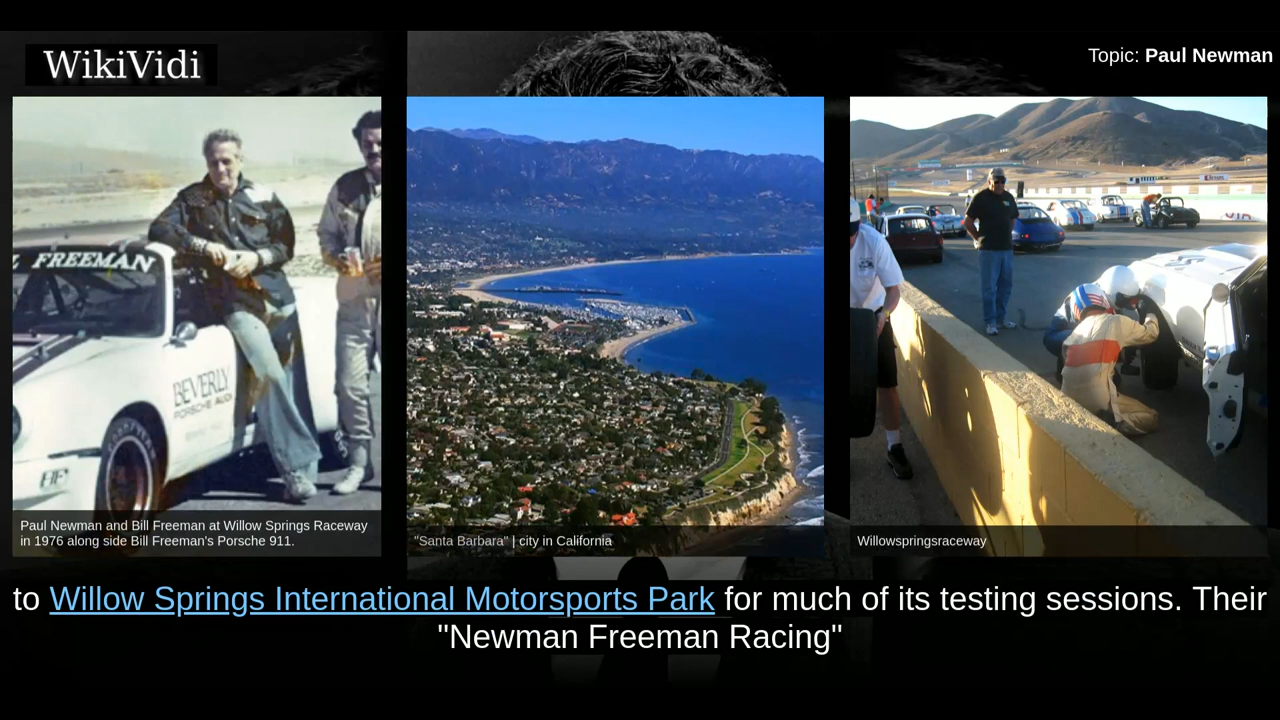 WikiVidi
Topic: Paul Newman
FREEMAN
BEVERLY
PORSCHE AUDI
Paul Newman and Bill Freeman at Willow Springs Raceway
in 1976 along side Bill Freeman's Porsche 911.
"Santa Barbara" | city in California
Willowspringsraceway
to Willow Springs International Motorsports Park for much of its testing sessions. Their
"Newman Freeman Racing"